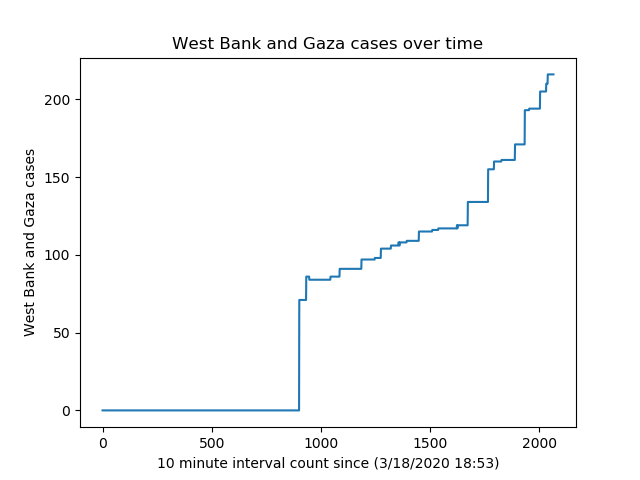 West Bank and Gaza cases over time
West Bank and Gaza cases
200
150
100
50
0
0 500 1000 1500 2000
10 minute interval count since (3/18/2020 18:53)